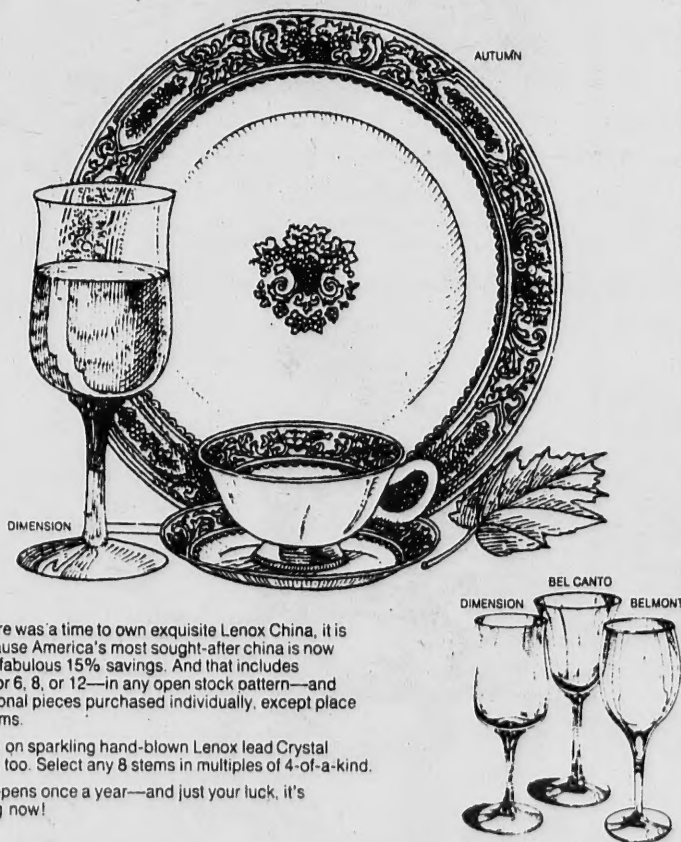 AUTUMN
DIMENSION
BEL CANTO
DIMENSION
BELMONT
re was a time to own exquisite Lenox China, it is
ause America's most sought-after china is now
fabulous 15% savings. And that includes
or 6, 8, or 12—in any open stock pattern—and
onal pieces purchased individually, except place
ms.
on sparkling hand-blown Lenox lead Crystal
too. Select any 8 stems in multiples of 4-of-a-kind.
pens once a year—and just your luck, it's
g now!